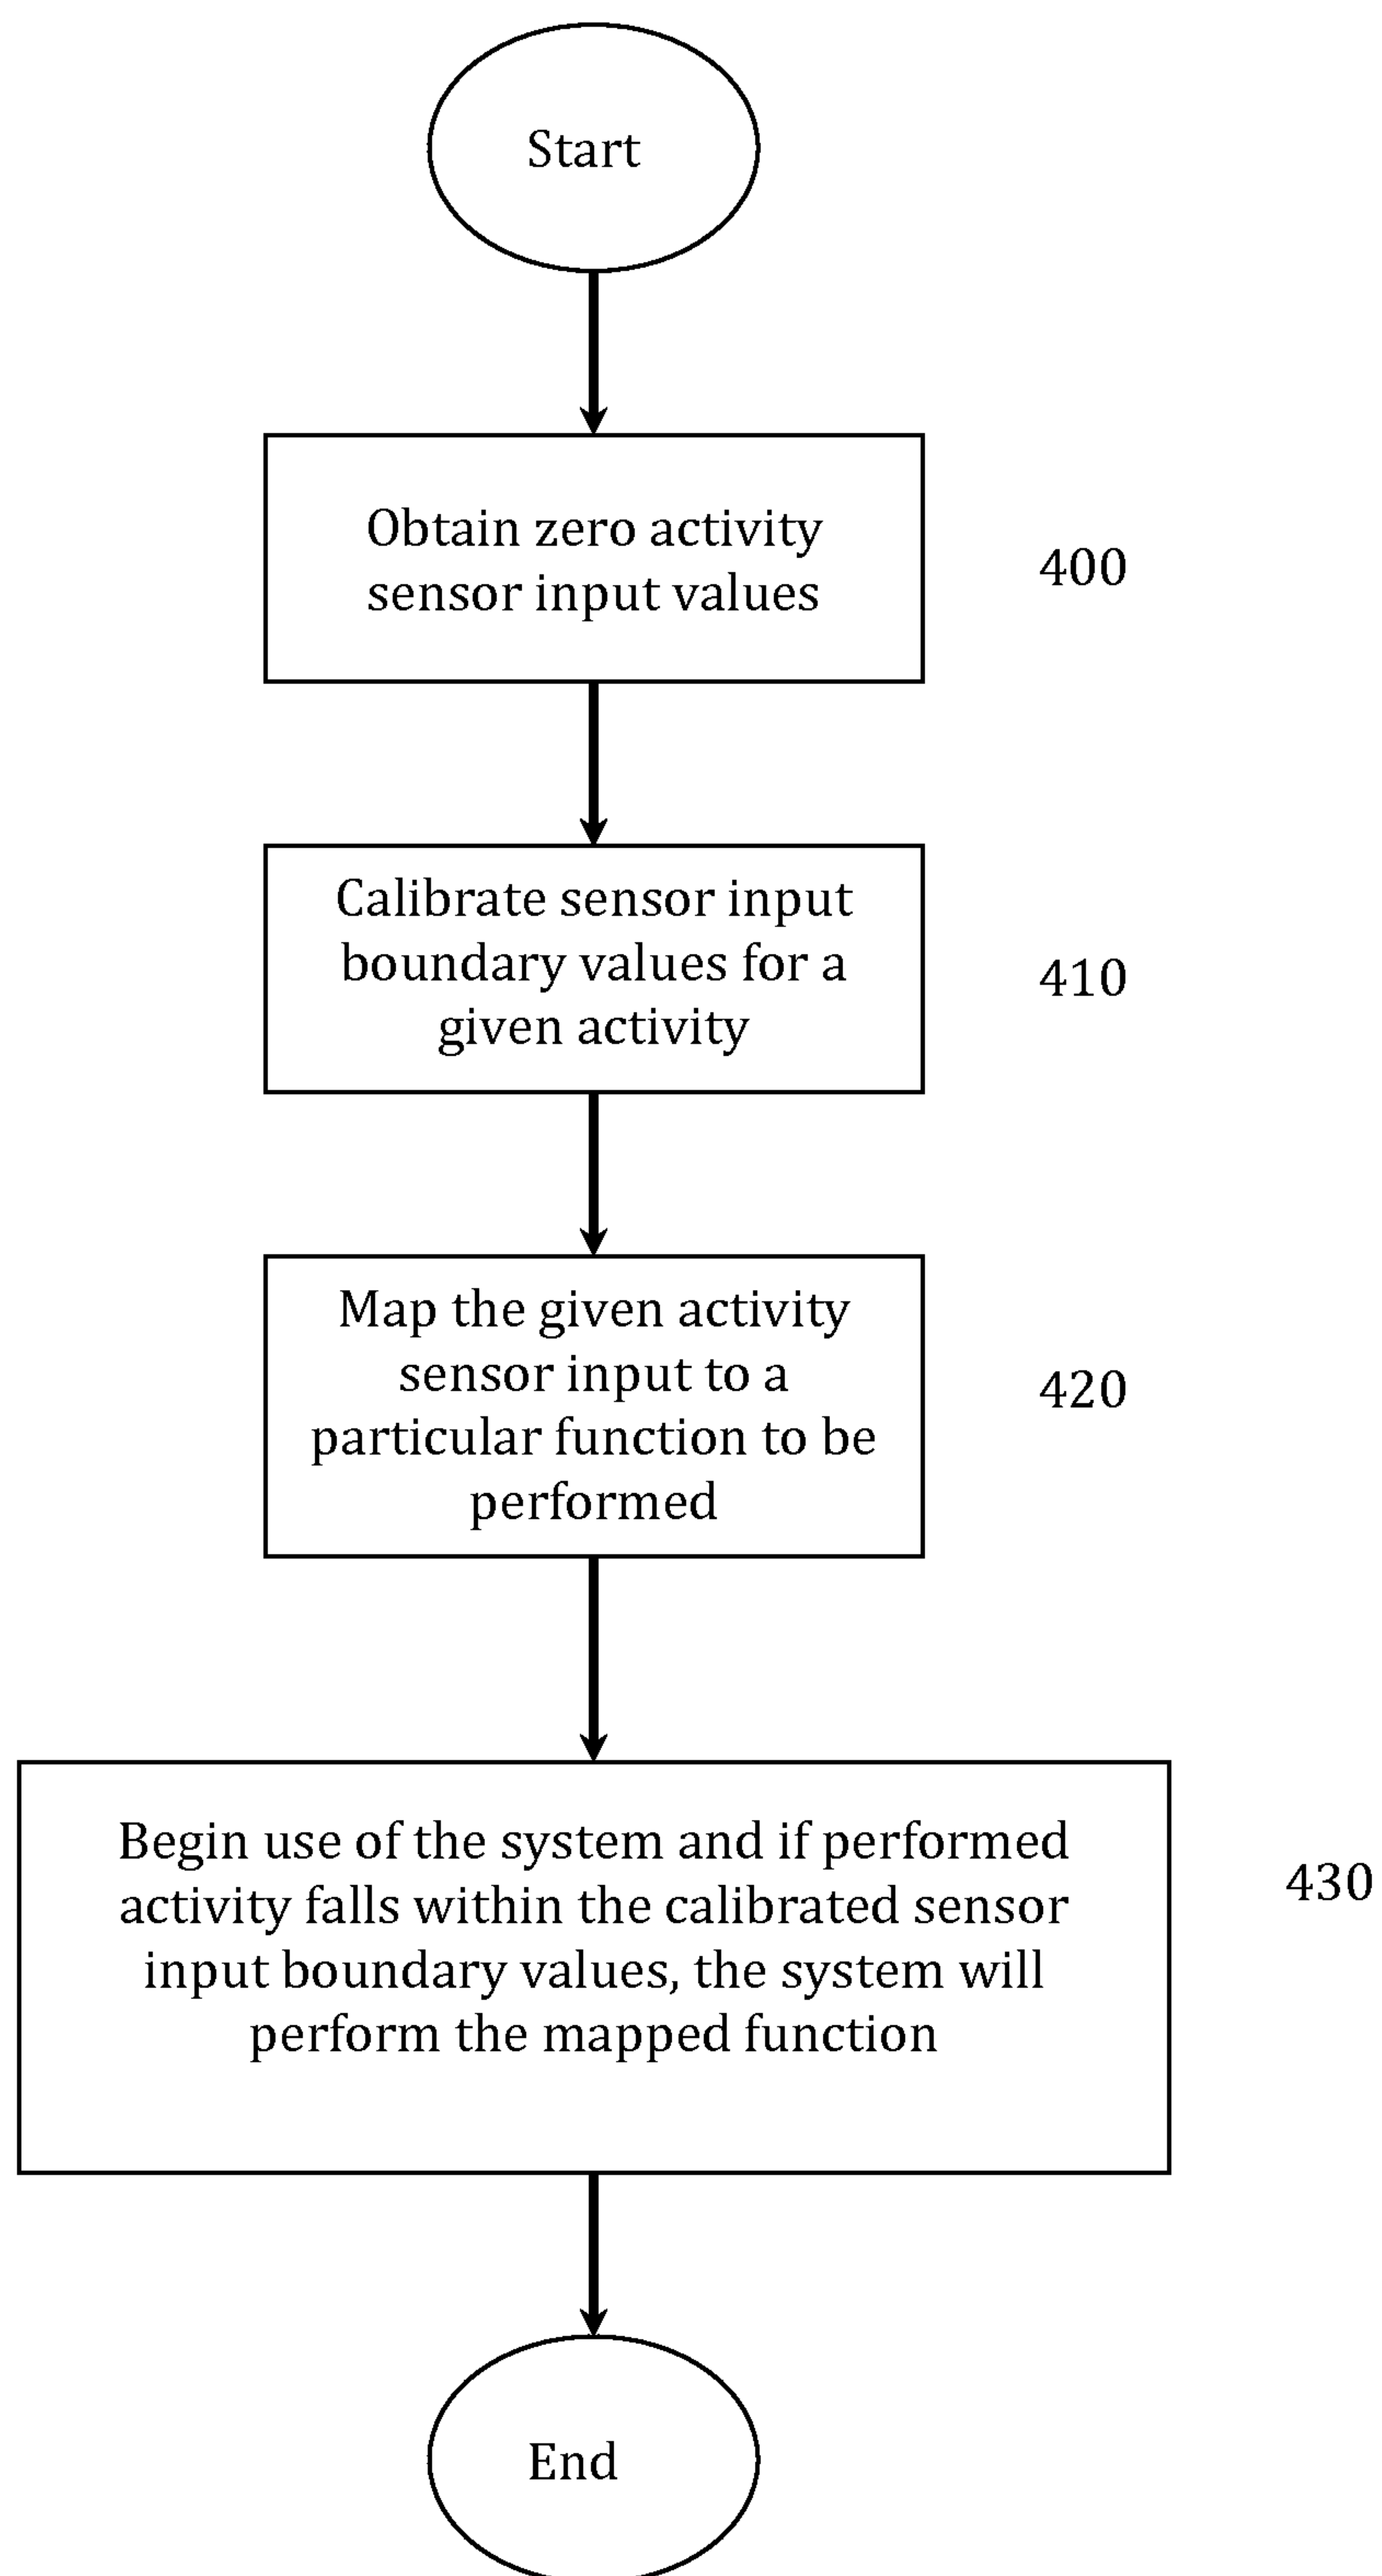 Start
Obtain zero activity
sensor input values
400
Calibrate sensor input
boundary values for a
given activity
410
Map the given activity
sensor input to a
particular function to be
performed
420
Begin use of the system and if performed
activity falls within the calibrated sensor
input boundary values, the system will
perform the mapped function
430
End